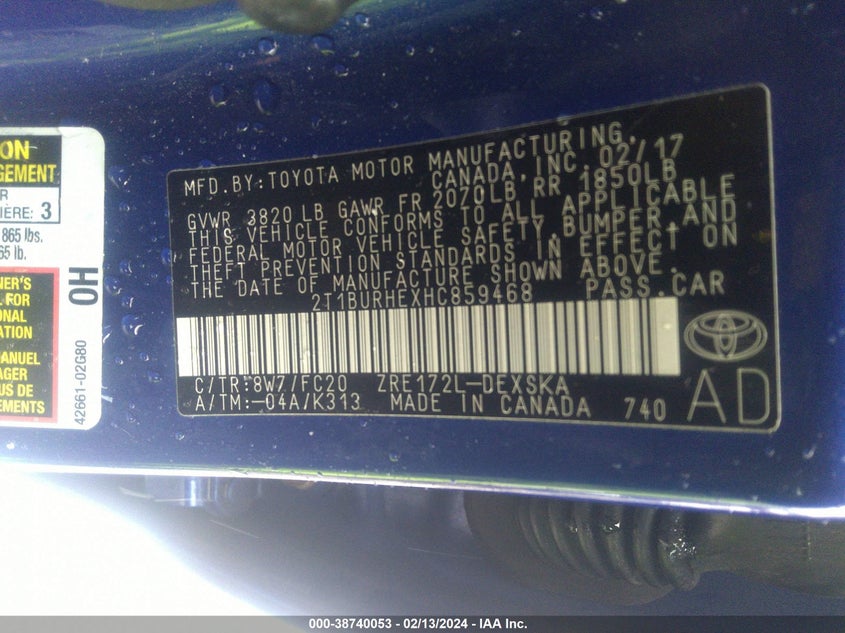 ON
GEMENT
R
IÈRE: 3
865 lbs.
65 lb.
NER'S
L FOR
ONAL
ATION
MANUEL
AGER
US DE
EMENTS
OH
42661-02G80
MFD. BY: TOYOTA MOTOR MANUFACTURING,
CANADA, INC. 02/17
GVWR 3820 LB GAWR FR 2070LB, RR 1850LB
THIS VEHICLE CONFORMS TO ALL APPLICABLE
FEDERAL MOTOR VEHICLE SAFETY, BUMPER AND
THEFT PREVENTION STANDARDS IN EFFECT ON
THE DATE OF MANUFACTURE SHOWN ABOVE.
2T1BURHEXHC859468 PASS.CAR
C/TR:8W7/FC20 ZRE172L-DEXSKA
A/TM:-04A/K313 MADE IN CANADA 740
AD
000-38740053 - 02/13/2024 - IAA Inc.